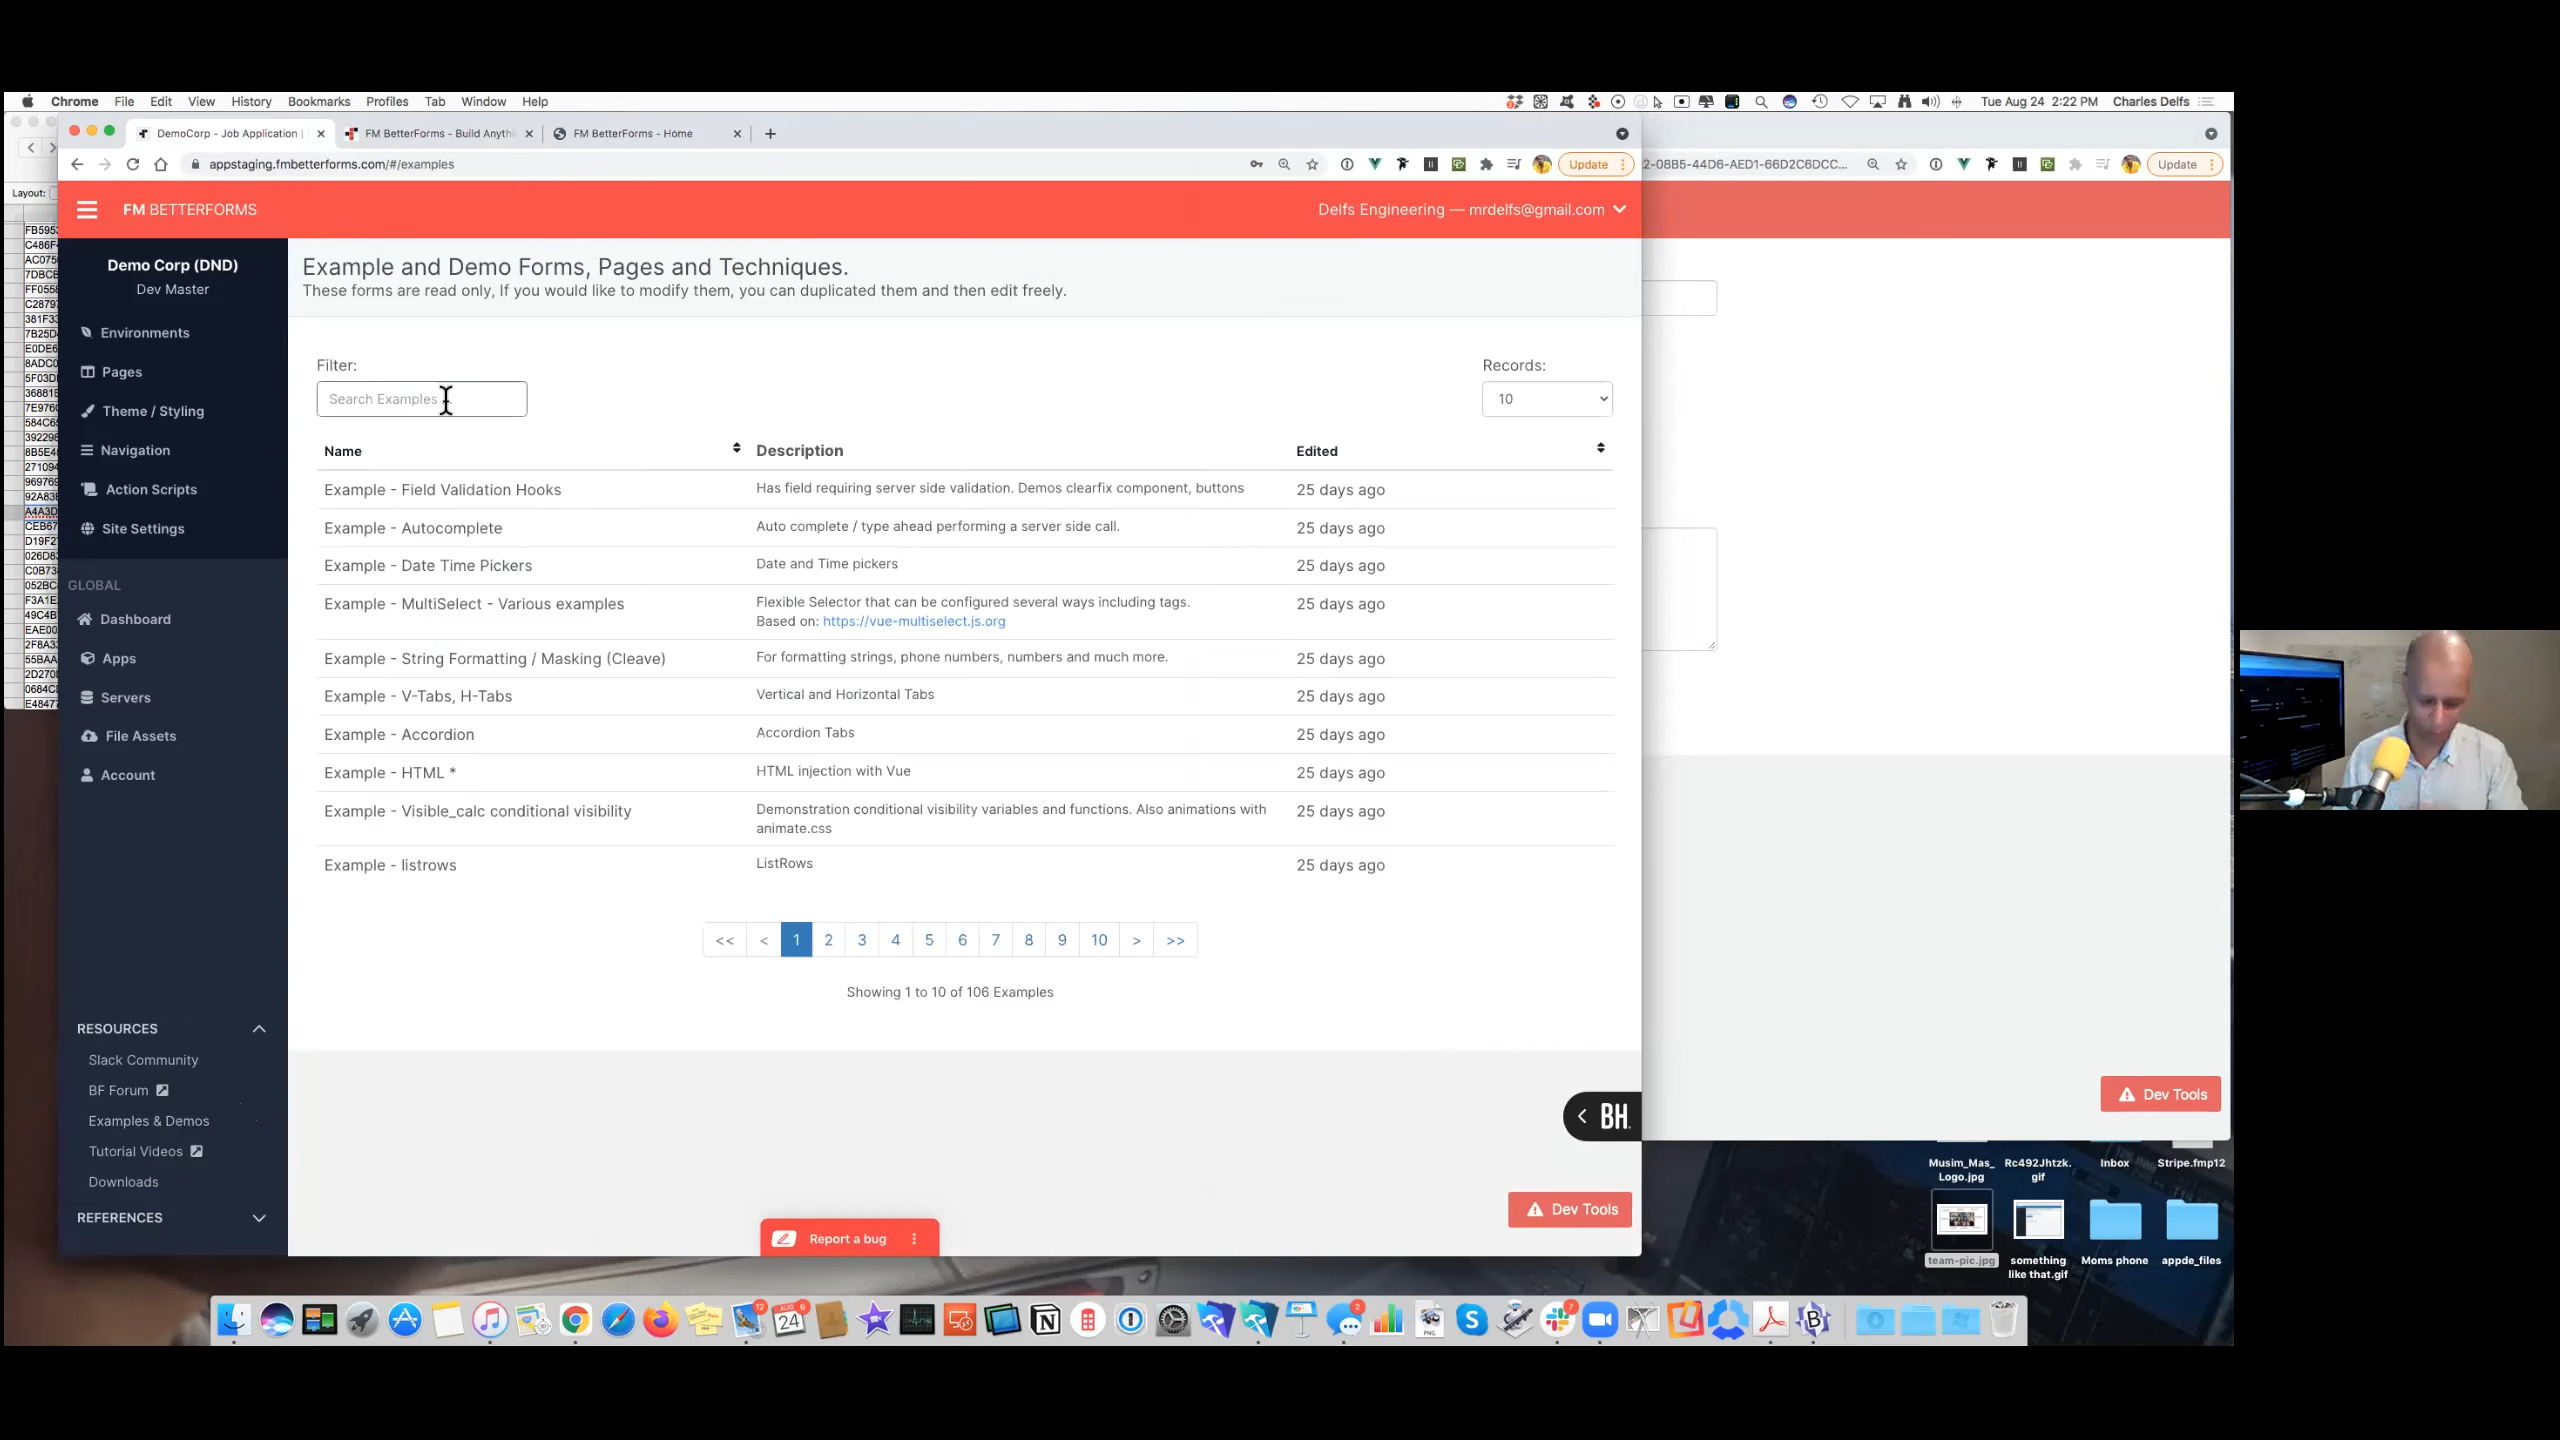 Chrome File Edit View History Bookmarks Profiles Tab Window Help
Tue Aug 24 2:22 PM Charles Delfs
DemoCorp - Job Application |
FM BetterForms - Build Anythi
FM BetterForms - Home
appstaging.fmbetterforms.com/#/examples
Update
2-08B5-44D6-AED1-66D2C6DCC...
Update
Layout:
FM BETTERFORMS
Delfs Engineering — mrdelfs@gmail.com
Demo Corp (DND)
Dev Master
Environments
Pages
Theme / Styling
Navigation
Action Scripts
Site Settings
GLOBAL
Dashboard
Apps
Servers
File Assets
Account
RESOURCES
Slack Community
BF Forum
Examples & Demos
Tutorial Videos
Downloads
REFERENCES
Example and Demo Forms, Pages and Techniques.
These forms are read only, If you would like to modify them, you can duplicated them and then edit freely.
Filter:
Search Examples
Records:
10
Name Description Edited
Example - Field Validation Hooks Has field requiring server side validation. Demos clearfix component, buttons 25 days ago
Example - Autocomplete Auto complete / type ahead performing a server side call. 25 days ago
Example - Date Time Pickers Date and Time pickers 25 days ago
Example - MultiSelect - Various examples Flexible Selector that can be configured several ways including tags. 25 days ago
Based on: https://vue-multiselect.js.org
Example - String Formatting / Masking (Cleave) For formatting strings, phone numbers, numbers and much more. 25 days ago
Example - V-Tabs, H-Tabs Vertical and Horizontal Tabs 25 days ago
Example - Accordion Accordion Tabs 25 days ago
Example - HTML * HTML injection with Vue 25 days ago
Example - Visible_calc conditional visibility Demonstration conditional visibility variables and functions. Also animations with 25 days ago
animate.css
Example - listrows ListRows 25 days ago
<< < 1 2 3 4 5 6 7 8 9 10 > >>
Showing 1 to 10 of 106 Examples
BH.
Dev Tools
Report a bug
Dev Tools
Musim_Mas_
Logo.jpg
Rc492Jhtzk.
gif
Inbox
Stripe.fmp12
team-pic.jpg
something
like that.gif
Moms phone
appde_files